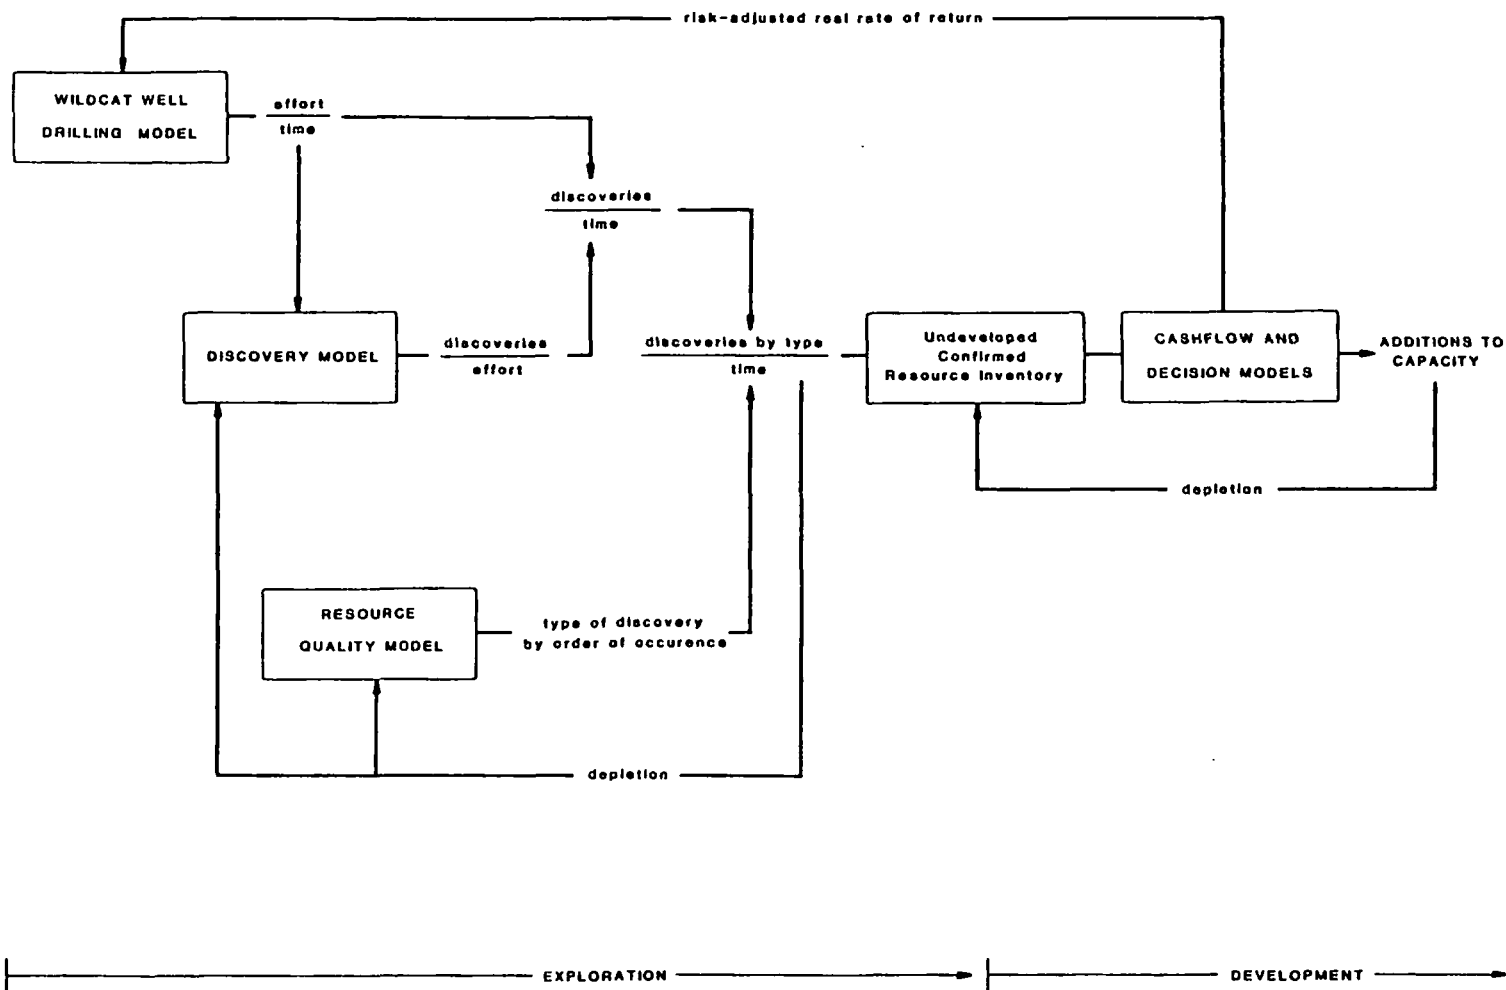 risk-adjusted real rate of return
WILDCAT WELL
DRILLING MODEL
effort
time
discoveries
time
DISCOVERY MODEL
discoveries
effort
discoveries by type
time
Undeveloped
Confirmed
Resource Inventory
CASHFLOW AND
DECISION MODELS
ADDITIONS TO
CAPACITY
depletion
RESOURCE
QUALITY MODEL
type of discovery
by order of occurence
depletion
EXPLORATION
DEVELOPMENT